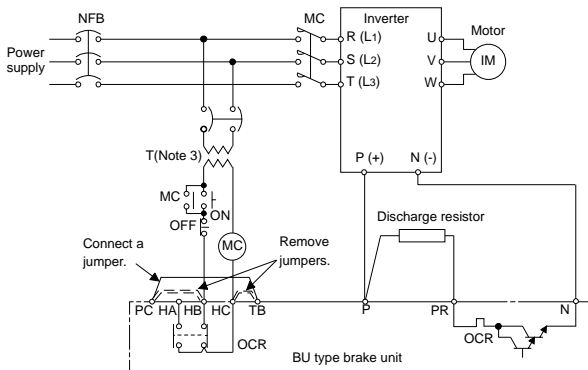 NFB
MC
Inverter
Motor
Power
supply
R (L1)
S (L2)
T (L3)
U
V
W
IM
T(Note 3)
P (+)
N (-)
MC
ON
OFF
Discharge resistor
Connect a
jumper.
MC
Remove
jumpers.
PC
HA
HB
HC
TB
P
PR
N
OCR
OCR
BU type brake unit